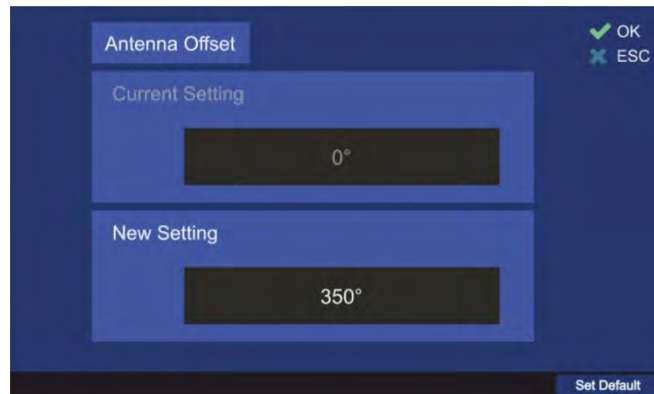 Antenna Offset
OK
ESC
Current Setting
0°
New Setting
350°
Set Default